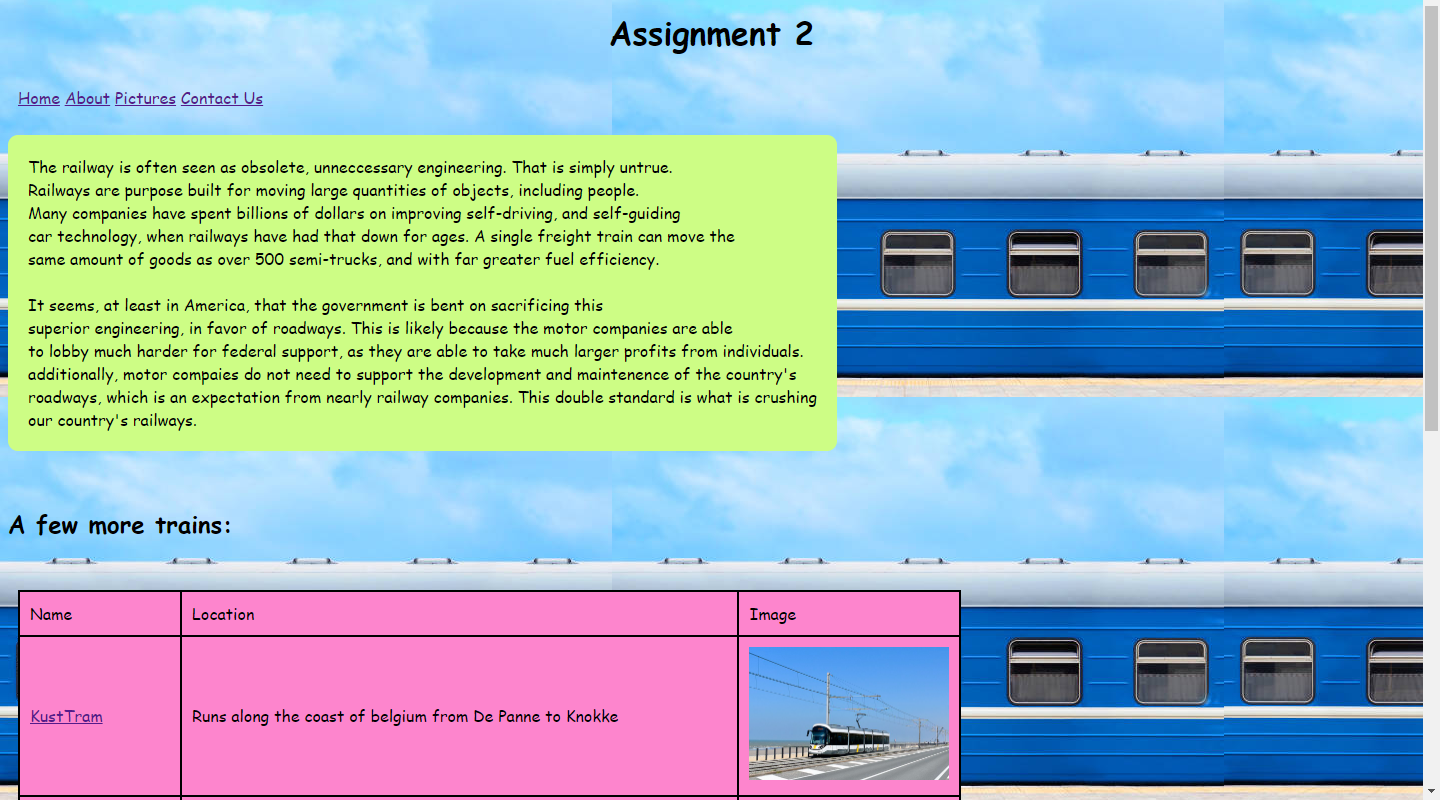 Assignment 2
Home About Pictures Contact Us
The railway is often seen as obsolete, unneccessary engineering. That is simply untrue.
Railways are purpose built for moving large quantities of objects, including people.
Many companies have spent billions of dollars on improving self-driving, and self-guiding
car technology, when railways have had that down for ages. A single freight train can move the
same amount of goods as over 500 semi-trucks, and with far greater fuel efficiency.
It seems, at least in America, that the government is bent on sacrificing this
superior engineering, in favor of roadways. This is likely because the motor companies are able
to lobby much harder for federal support, as they are able to take much larger profits from individuals.
additionally, motor compaies do not need to support the development and maintenence of the country's
roadways, which is an expectation from nearly railway companies. This double standard is what is crushing
our country's railways.
A few more trains:
Name Location Image
KustTram Runs along the coast of belgium from De Panne to Knokke